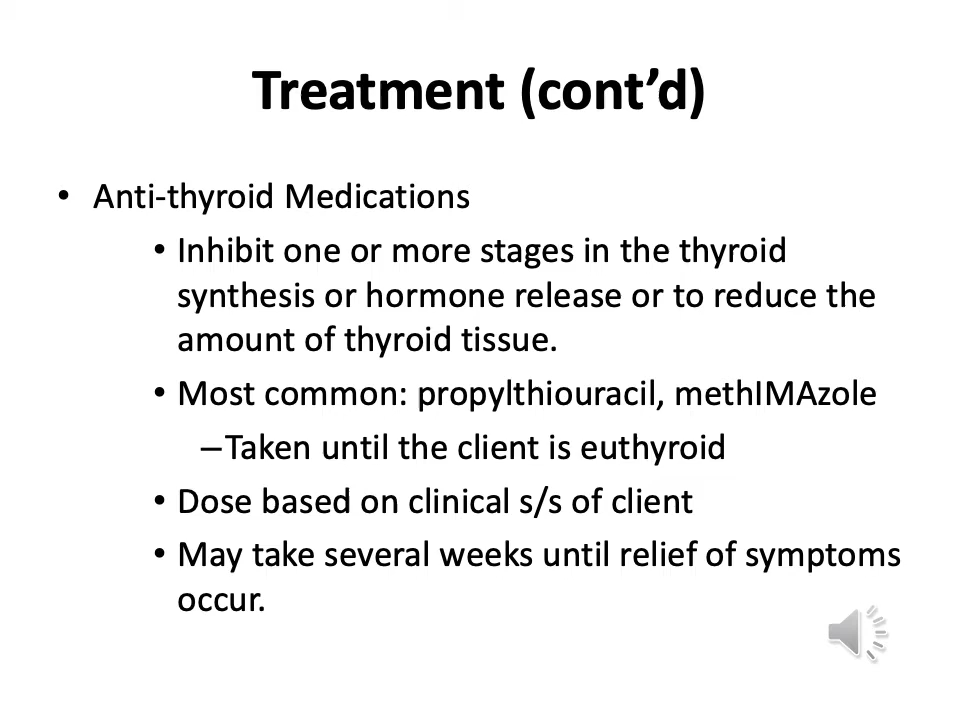 Treatment (cont’d)
• Anti-thyroid Medications
• Inhibit one or more stages in the thyroid
synthesis or hormone release or to reduce the
amount of thyroid tissue.
• Most common: propylthiouracil, methIMAzole
–Taken until the client is euthyroid
• Dose based on clinical s/s of client
• May take several weeks until relief of symptoms
occur.